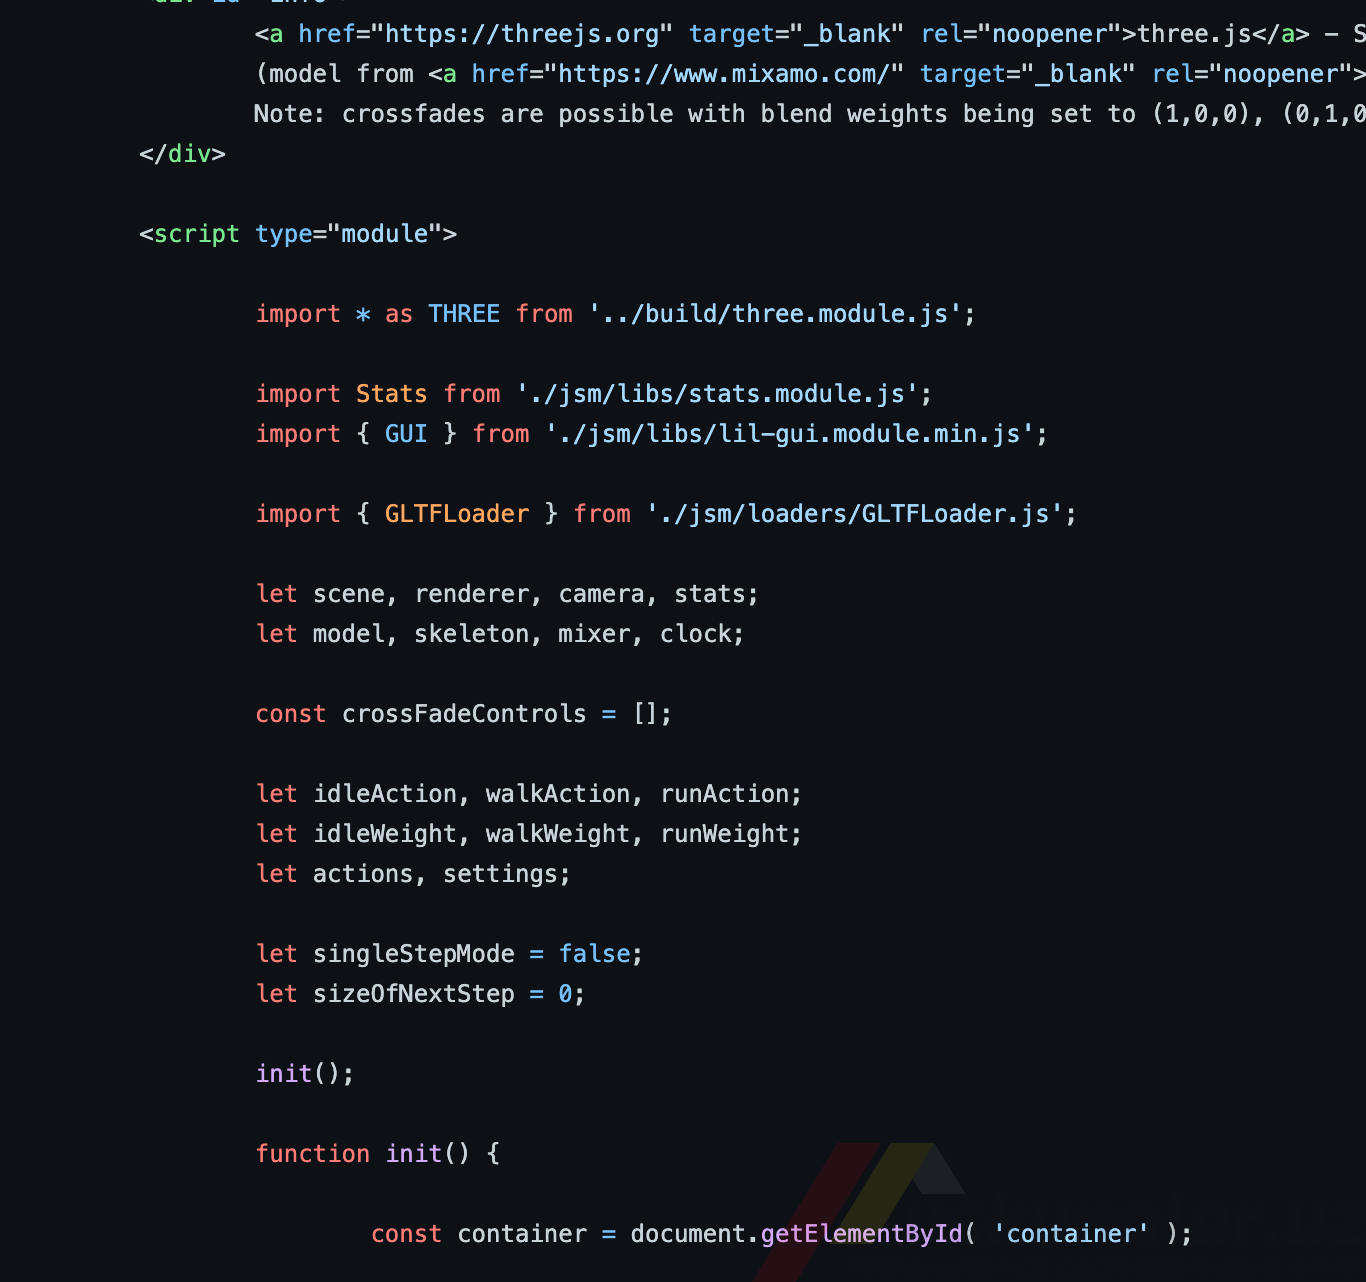 <a href="https://threejs.org" target="_blank" rel="noopener">three.js</a> - S
(model from <a href="https://www.mixamo.com/" target="_blank" rel="noopener">
Note: crossfades are possible with blend weights being set to (1,0,0), (0,1,0
</div>
<script type="module">
import * as THREE from '../build/three.module.js';
import Stats from './jsm/libs/stats.module.js';
import { GUI } from './jsm/libs/lil-gui.module.min.js';
import { GLTFLoader } from './jsm/loaders/GLTFLoader.js';
let scene, renderer, camera, stats;
let model, skeleton, mixer, clock;
const crossFadeControls = [];
let idleAction, walkAction, runAction;
let idleWeight, walkWeight, runWeight;
let actions, settings;
let singleStepMode = false;
let sizeOfNextStep = 0;
init();
function init() {
const container = document.getElementById( 'container' );